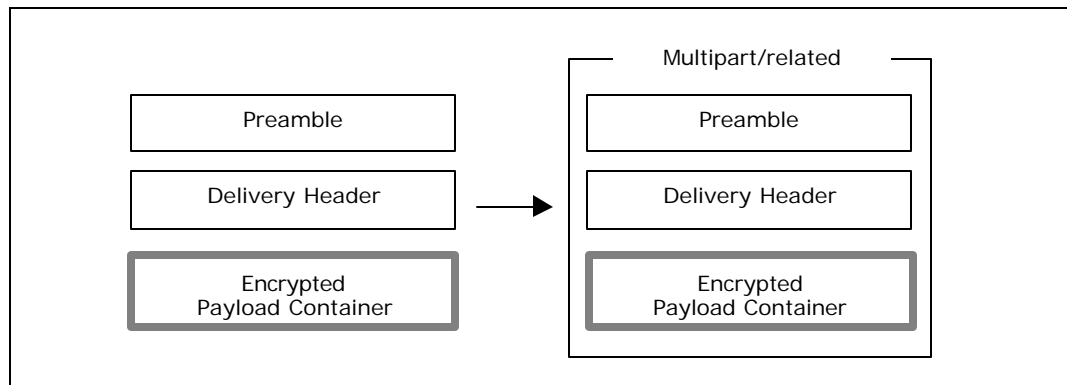 Multipart/related
Preamble
Preamble
Delivery Header
Delivery Header
Encrypted
Payload Container
Encrypted
Payload Container